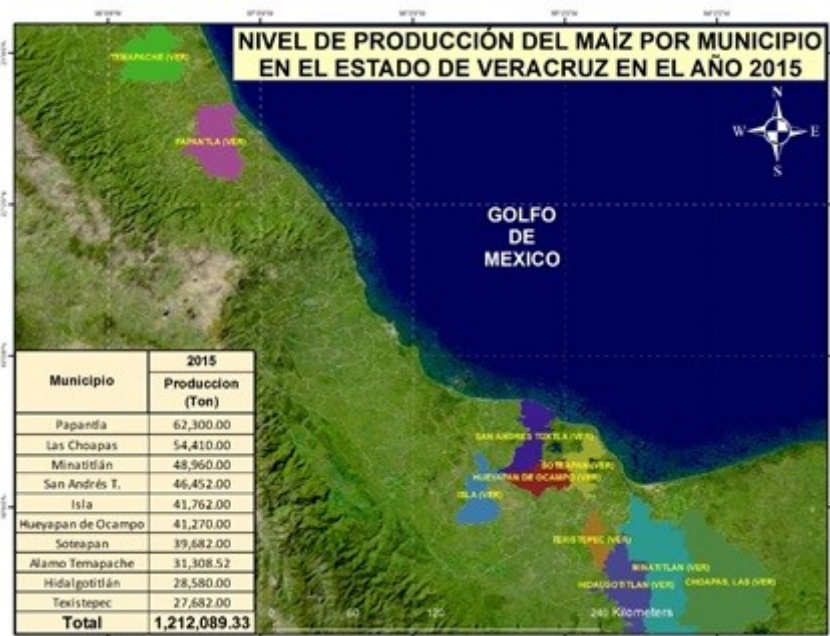 NIVEL DE PRODUCCIÓN DEL MAÍZ POR MUNICIPIO
EN EL ESTADO DE VERACRUZ EN EL AÑO 2015
TEMAPACHE (VER)
PAPANTLA (VER)
N
W E
S
GOLFO
DE
MEXICO
Municipio 2015
Produccion
(Ton)
Papantla 62,300.00
Las Choapas 54,410.00
Minatitlán 48,960.00
San Andrés T. 46,452.00
Isla 41,762.00
Hueyapan de Ocampo 41,270.00
Soteapan 39,682.00
Alamo Temapache 31,308.52
Hidalgotitlán 28,580.00
Texistepec 27,682.00
Total 1,212,089.33
SAN ANDRES TUXTLA (VER)
SOTEAPAN (VER)
HUEYAPAN DE OCAMPO (VER)
ISLA (VER)
TEXISTEPEC (VER)
MINATITLAN (VER)
HIDALGOTITLAN (VER)
CHOAPAS, LAS (VER)
0 60 120 240 Kilometers